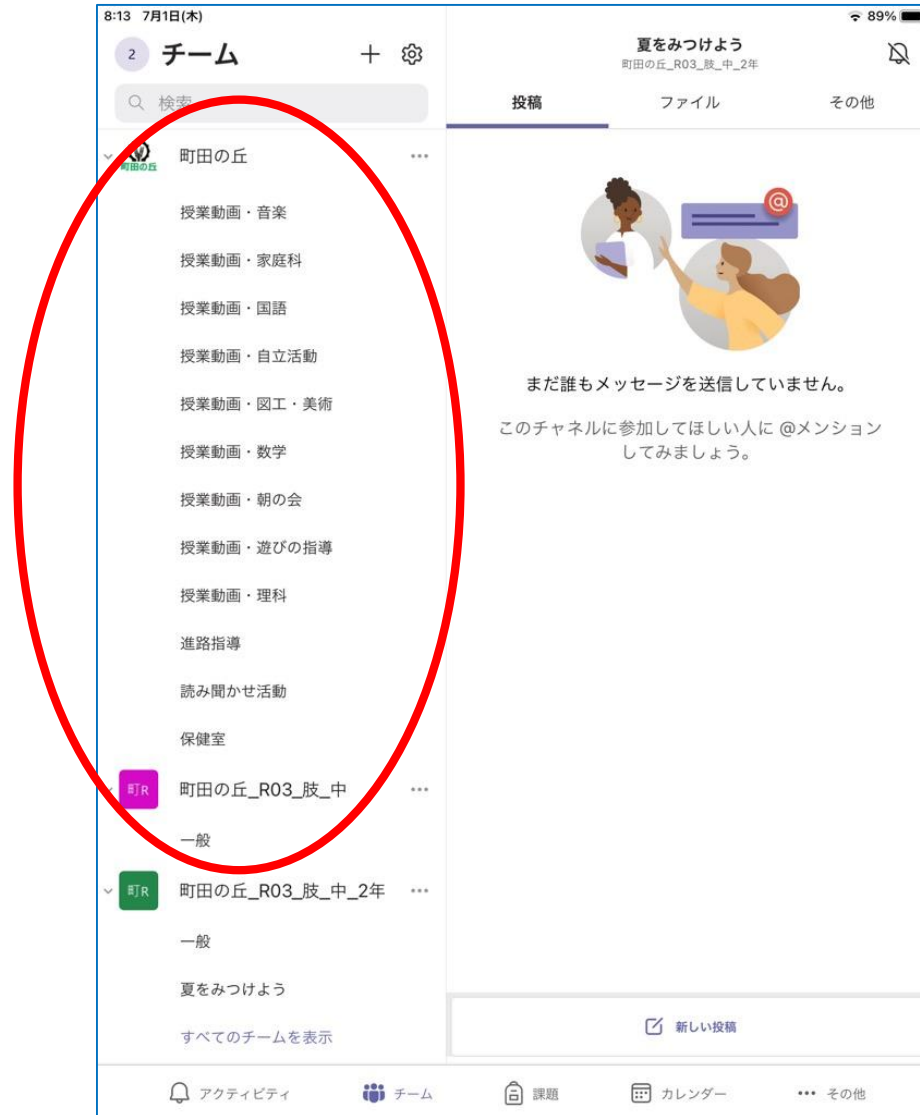 8:13 7月1日(木)
89%
2 チーム
検索
町田の丘
町田の丘
授業動画・音楽
授業動画・家庭科
授業動画・国語
授業動画・自立活動
授業動画・図工・美術
授業動画・数学
授業動画・朝の会
授業動画・遊びの指導
授業動画・理科
進路指導
読み聞かせ活動
保健室
町R 町田の丘_R03_肢_中
一般
町R 町田の丘_R03_肢_中_2年
一般
夏をみつけよう
すべてのチームを表示
夏をみつけよう
町田の丘_R03_肢_中_2年
投稿 ファイル その他
@
まだ誰もメッセージを送信していません。
このチャネルに参加してほしい人に @メンション
してみましょう。
新しい投稿
アクティビティ チーム 課題 カレンダー その他